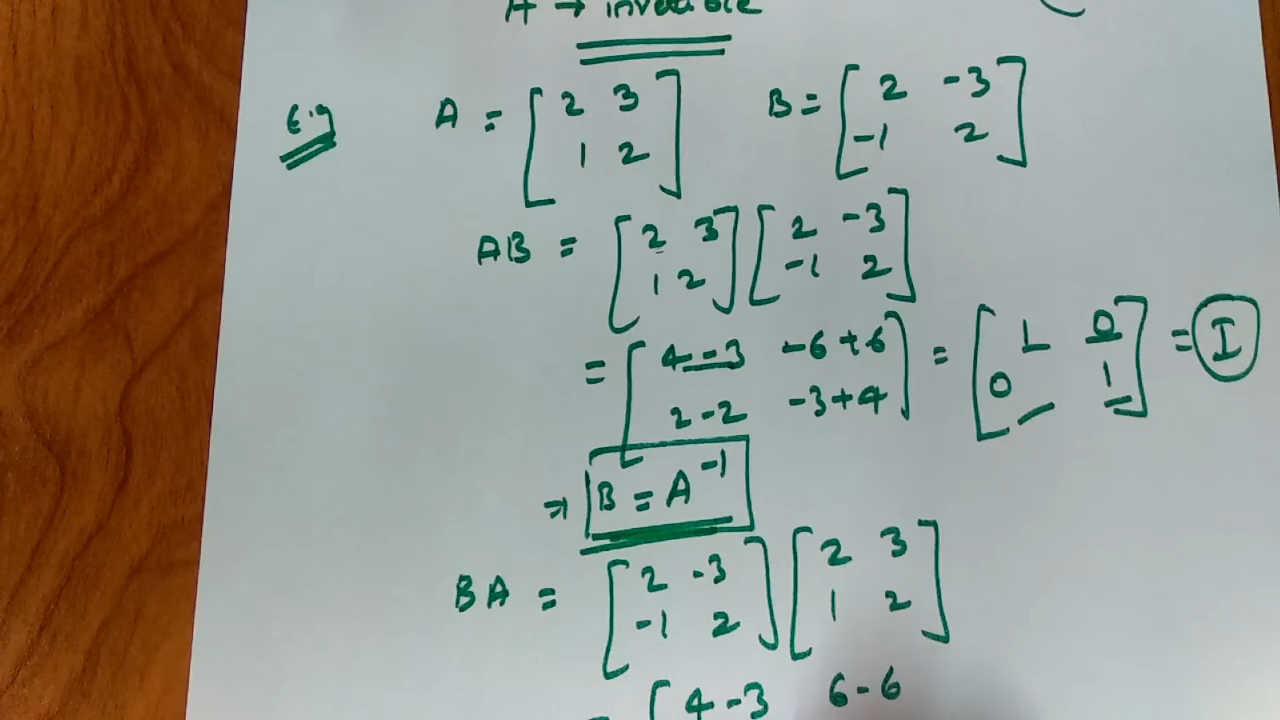 A → invertible
E.g A = [ 2 3 B = [ 2 -3
1 2 ] -1 2 ]
AB = [ 2 3 [ 2 -3
1 2 ] -1 2 ]
= [ 4-3 -6+6 = [ 1 0 = I
2-2 -3+4 ] 0 1 ]
→ B = A^-1
BA = [ 2 -3 [ 2 3
-1 2 ] 1 2 ]
= [ 4-3 6-6